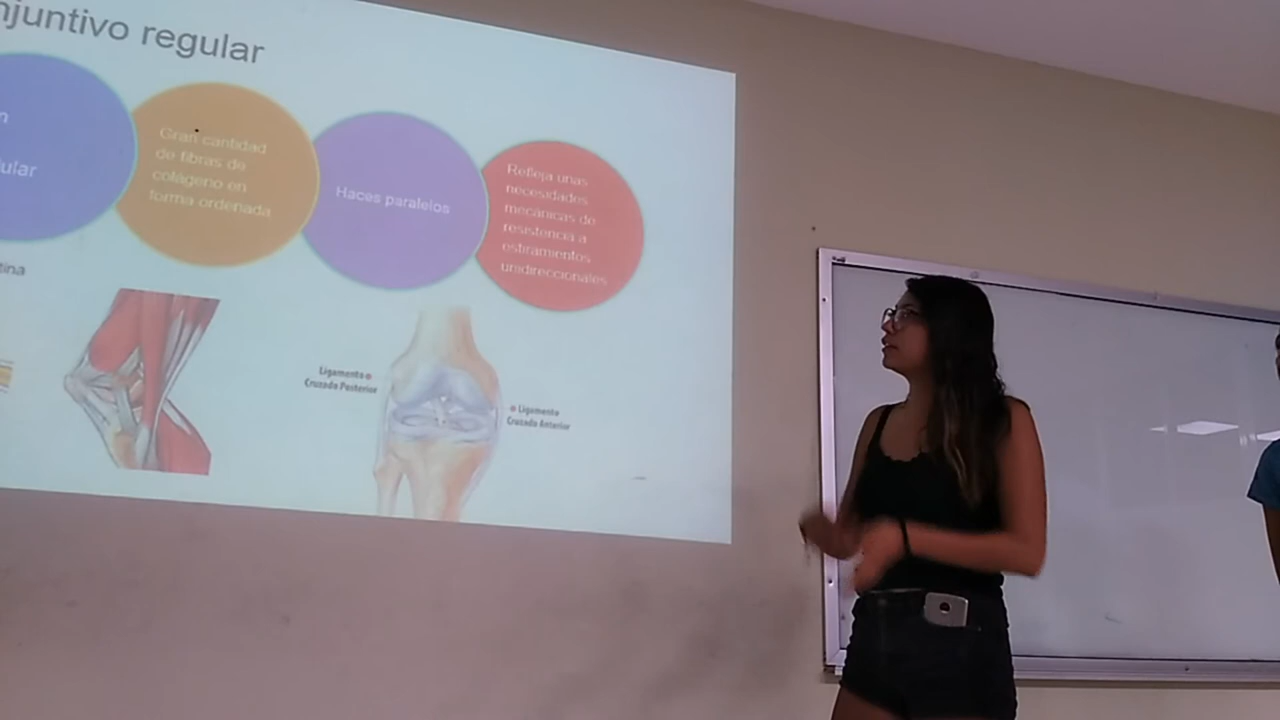 njuntivo regular
n
ular
Gran cantidad
de fibras de
colágeno en
forma ordenada
Haces paralelos
Refleja unas
necesidades
mecánicas de
resistencia a
estiramientos
unidireccionales
tina
Ligamento
Cruzado Posterior
Ligamento
Cruzado Anterior